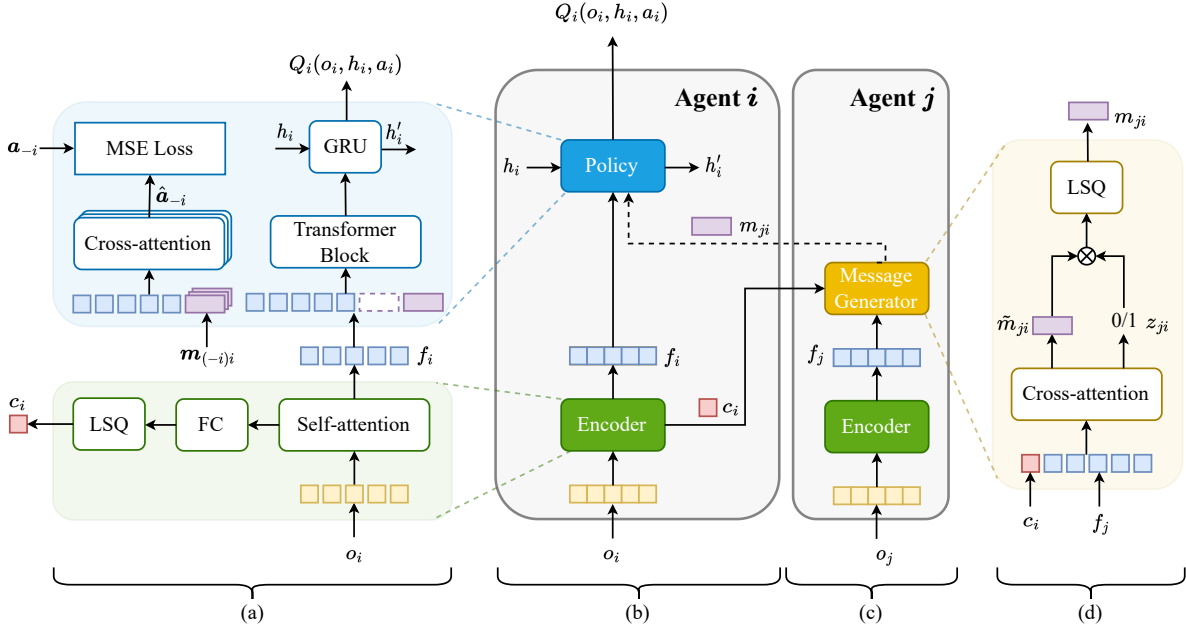 Q_i(o_i, h_i, a_i)
h_i
h'_i
GRU
a_{-i}
MSE Loss
â_{-i}
Cross-attention
Transformer
Block
m_{(-i)i}
f_i
c_i
LSQ
FC
Self-attention
o_i
(a)
Q_i(o_i, h_i, a_i)
Agent i
h_i
Policy
h'_i
m_{ji}
f_i
Encoder
c_i
o_i
(b)
Agent j
Message
Generator
f_j
Encoder
o_j
(c)
m_{ji}
LSQ
m̃_{ji}
0/1 z_{ji}
Cross-attention
c_i
f_j
(d)